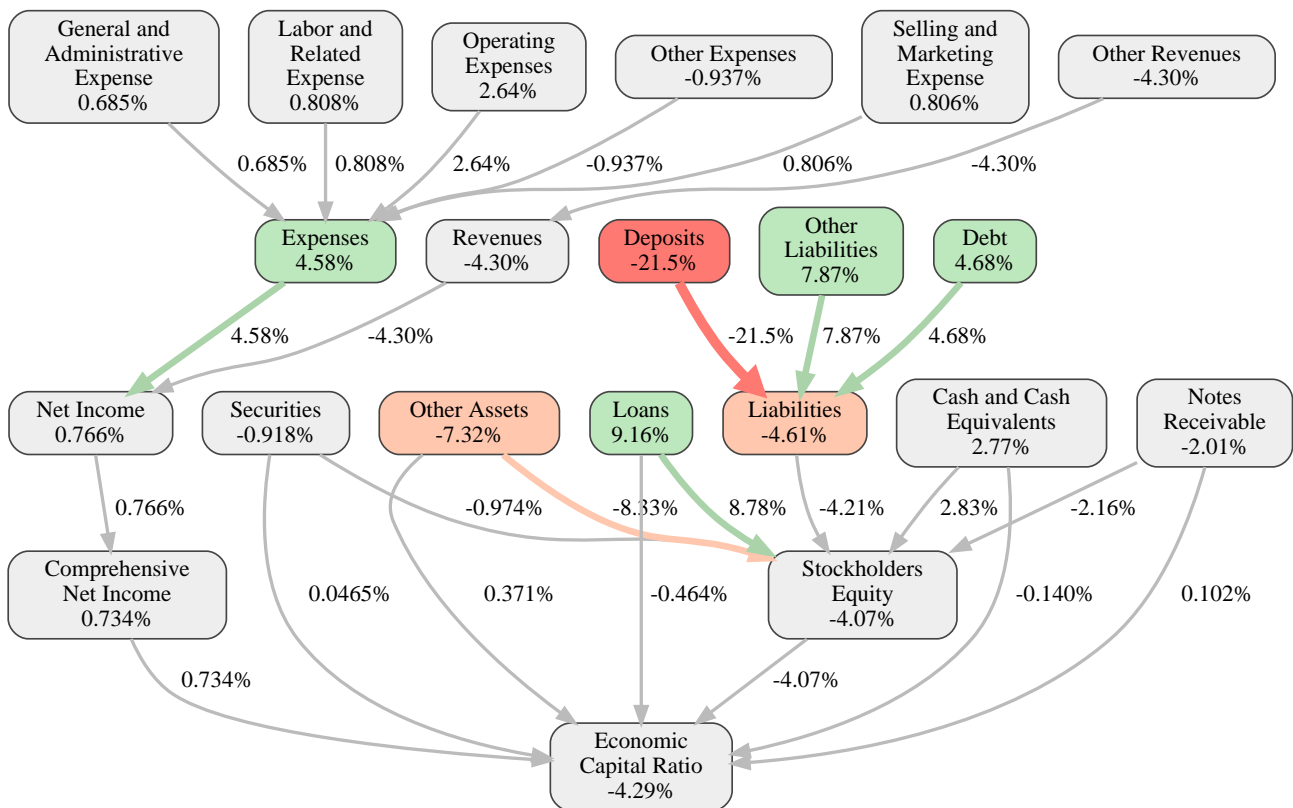 General and
Administrative
Expense
0.685%
Labor and
Related
Expense
0.808%
Operating
Expenses
2.64%
Other Expenses
-0.937%
Selling and
Marketing
Expense
0.806%
Other Revenues
-4.30%
0.685%
0.808%
2.64%
-0.937%
0.806%
-4.30%
Expenses
4.58%
Revenues
-4.30%
Deposits
-21.5%
Other
Liabilities
7.87%
Debt
4.68%
4.58%
-4.30%
-21.5%
7.87%
4.68%
Net Income
0.766%
Securities
-0.918%
Other Assets
-7.32%
Loans
9.16%
Liabilities
-4.61%
Cash and Cash
Equivalents
2.77%
Notes
Receivable
-2.01%
0.766%
-0.974%
-8.33%
8.78%
-4.21%
2.83%
-2.16%
Comprehensive
Net Income
0.734%
0.0465%
0.371%
-0.464%
Stockholders
Equity
-4.07%
-0.140%
0.102%
0.734%
-4.07%
Economic
Capital Ratio
-4.29%